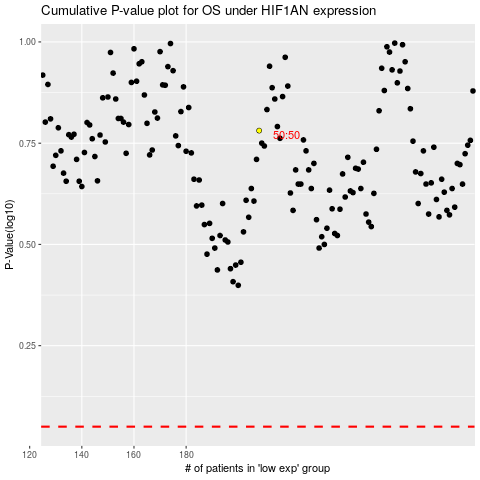 Cumulative P-value plot for OS under HIF1AN expression
1.00
0.75
0.50
0.25
50:50
P-Value(log10)
120 140 160 180
# of patients in 'low exp' group